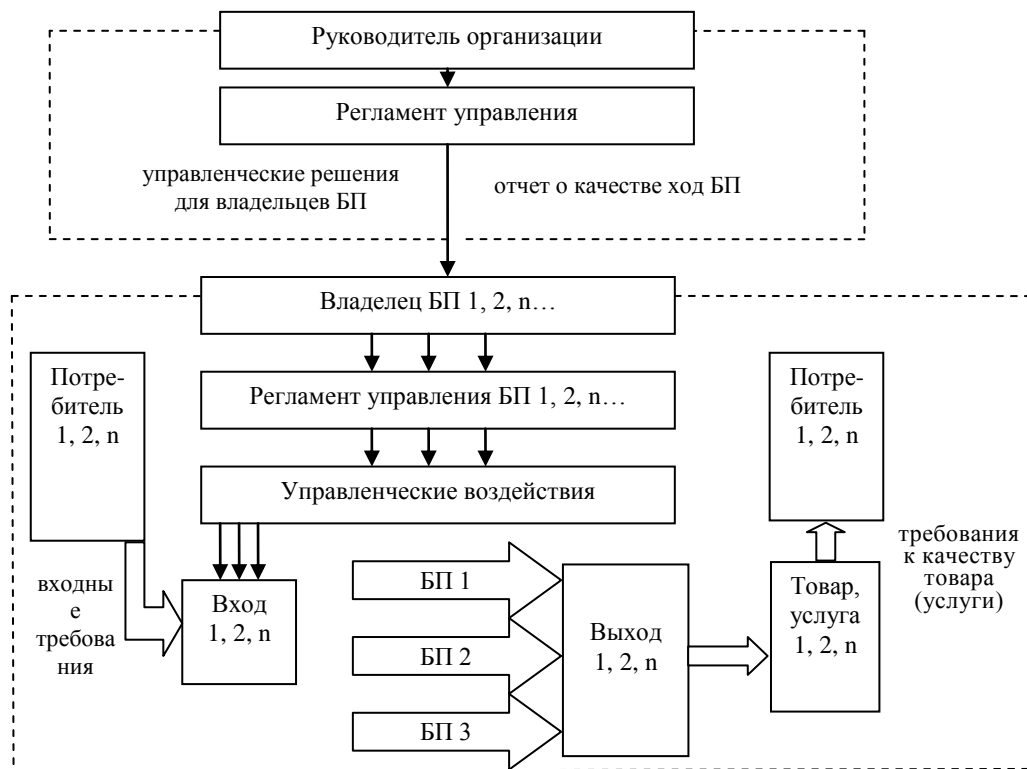 Руководитель организации
Регламент управления
управленческие решения
для владельцев БП
отчет о качестве ход БП
Владелец БП 1, 2, n…
Потре-
битель
1, 2, n
Регламент управления БП 1, 2, n…
Потре-
битель
1, 2, n
Управленческие воздействия
входны
е
требова
ния
Вход
1, 2, n
БП 1
БП 2
БП 3
Выход
1, 2, n
Товар,
услуга
1, 2, n
требования
к качеству
товара
(услуги)